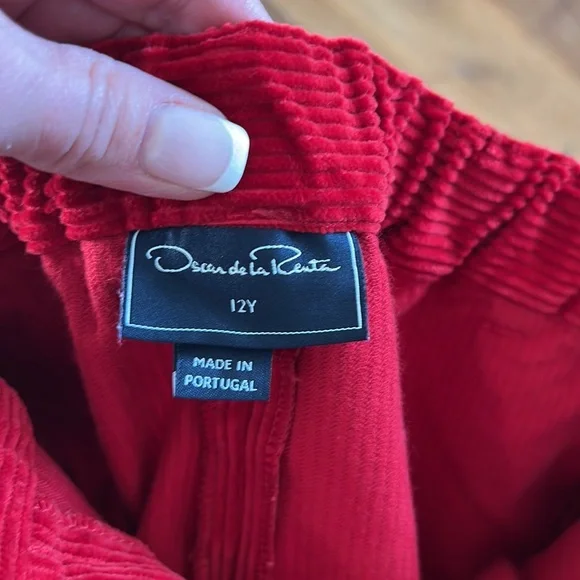 Oscar de la Renta
12Y
MADE IN
PORTUGAL